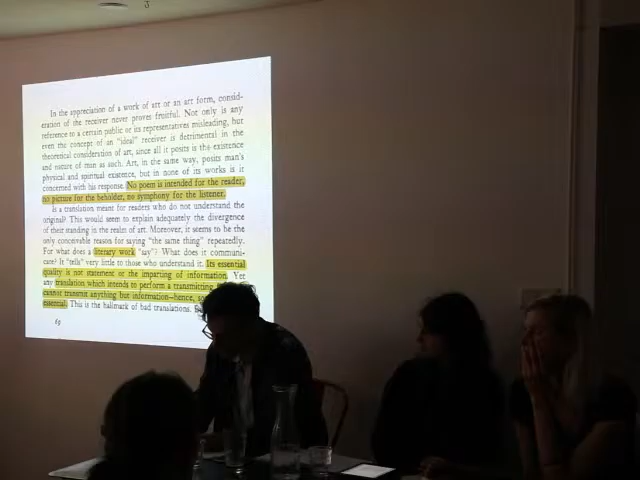 In the appreciation of a work of art or an art form, consid-
eration of the receiver never proves fruitful. Not only is any
reference to a certain public or its representatives misleading, but
even the concept of an "ideal" receiver is detrimental in the
theoretical consideration of art, since all it posits is the existence
and nature of man as such. Art, in the same way, posits man's
physical and spiritual existence, but in none of its works is it
concerned with his response. No poem is intended for the reader,
no picture for the beholder, no symphony for the listener.
Is a translation meant for readers who do not understand the
original? This would seem to explain adequately the divergence
of their standing in the realm of art. Moreover, it seems to be the
only conceivable reason for saying "the same thing" repeatedly.
For what does a literary work "say"? What does it communi-
cate? It "tells" very little to those who understand it. Its essential
quality is not statement or the imparting of information. Yet
any translation which intends to perform a transmitting
cannot transmit anything but information—hence,
essential. This is the hallmark of bad translations.
69